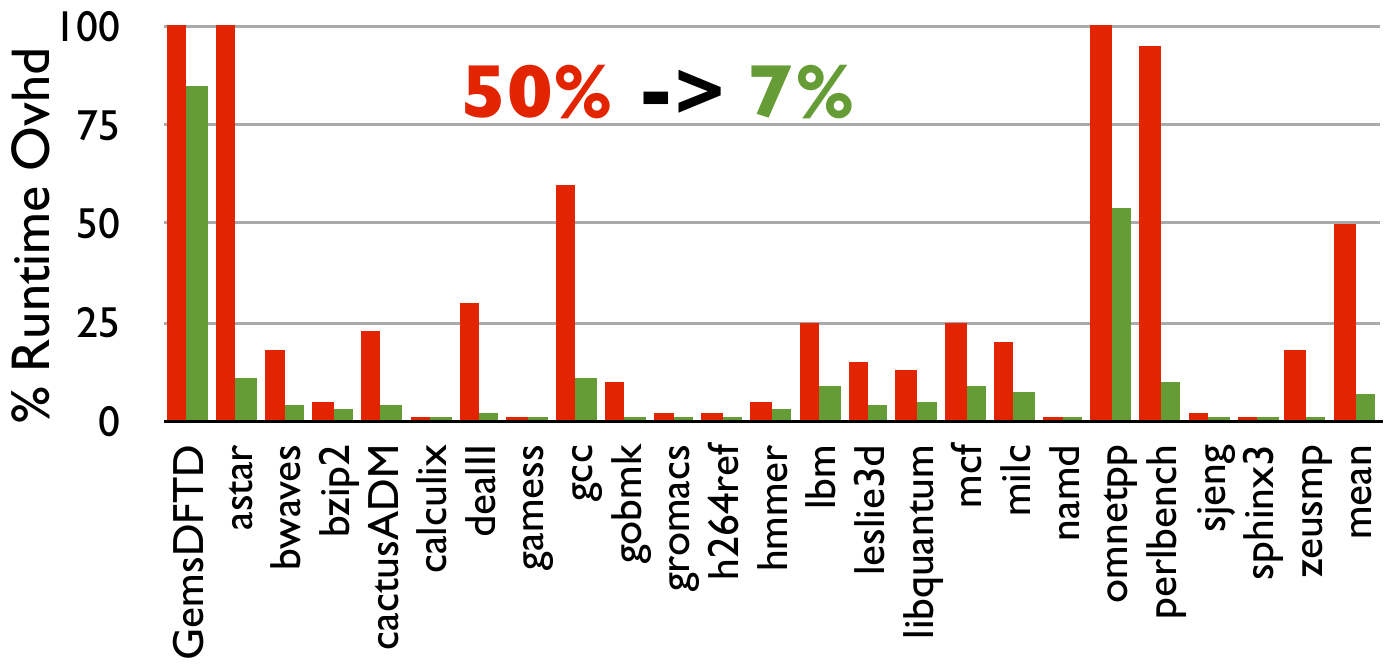 % Runtime Ovhd
100
75
50
25
0
50% -> 7%
GemsDFTD
astar
bwaves
bzip2
cactusADM
calculix
dealII
gamess
gcc
gobmk
gromacs
h264ref
hmmer
lbm
leslie3d
libquantum
mcf
milc
namd
omnetpp
perlbench
sjeng
sphinx3
zeusmp
mean